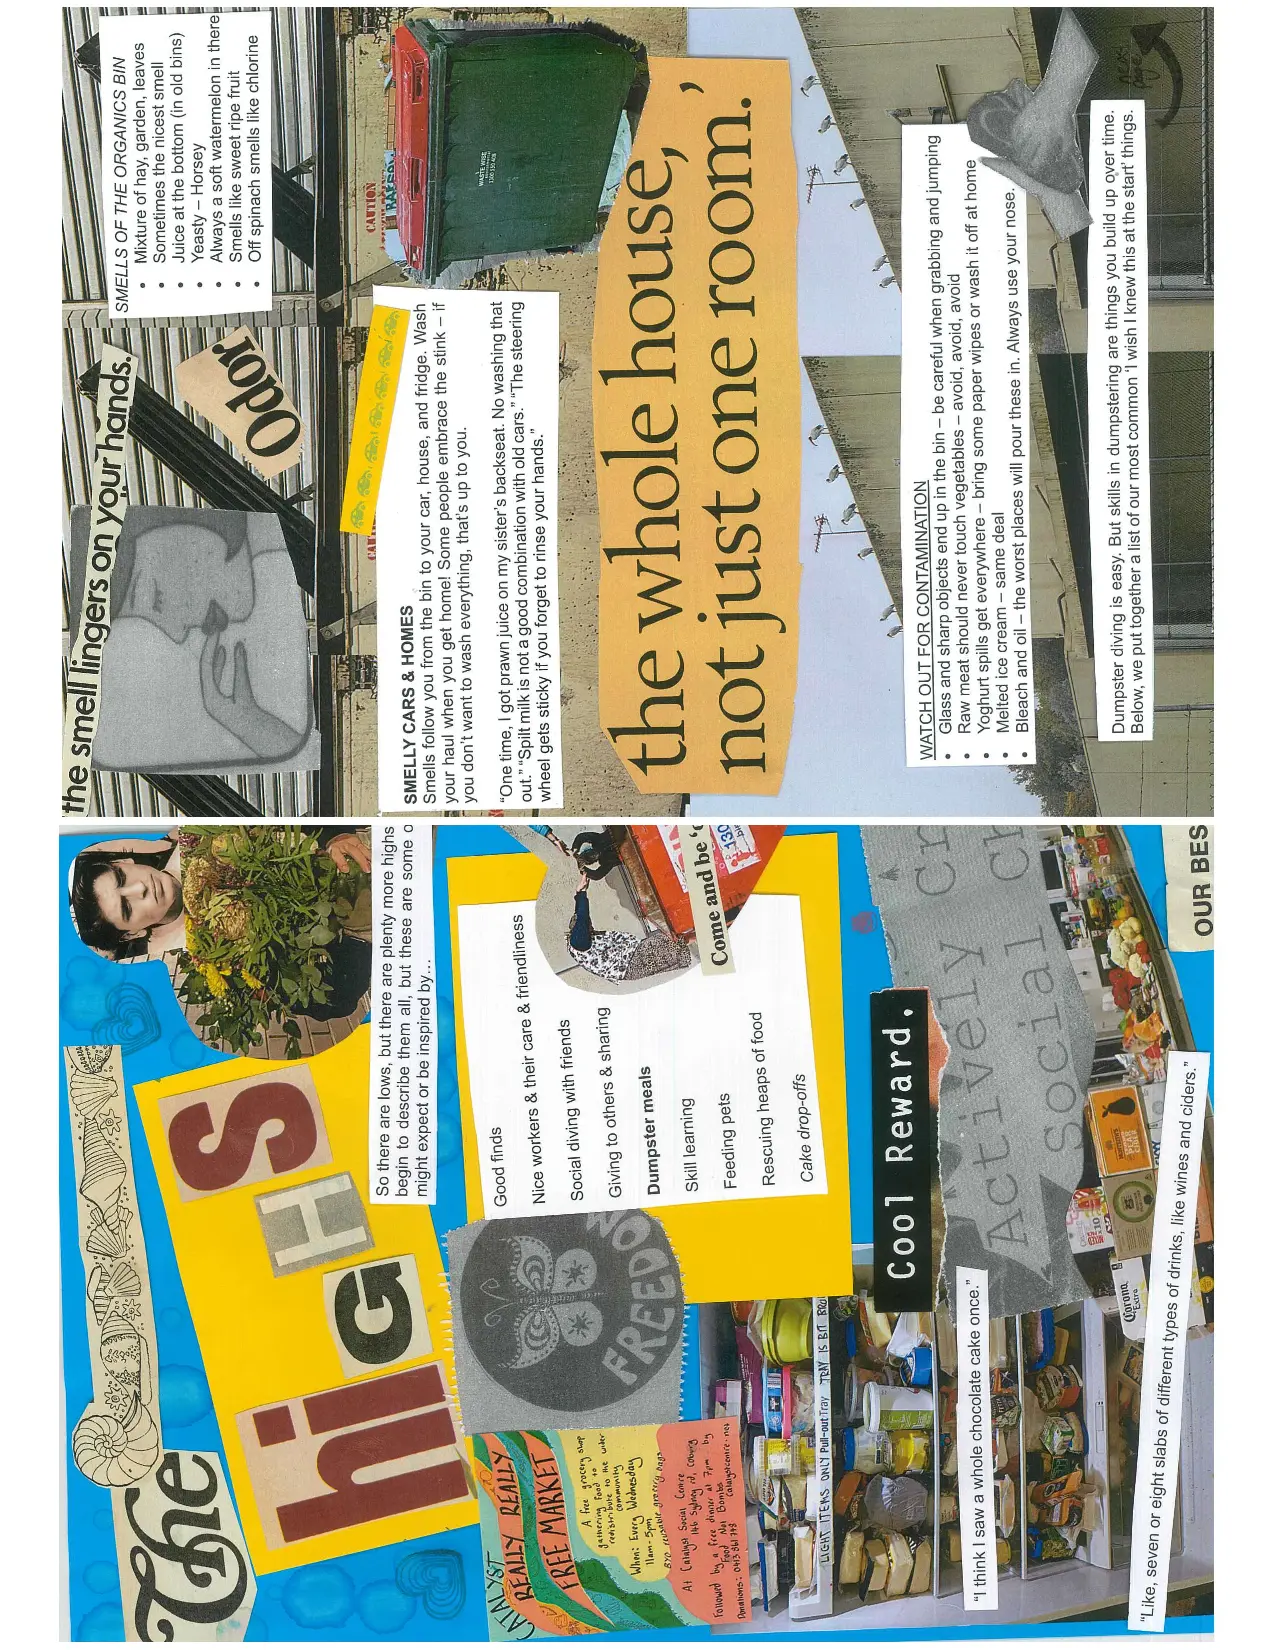 the smell lingers on your hands.
Odor
SMELLS OF THE ORGANICS BIN
• Mixture of hay, garden, leaves
• Sometimes the nicest smell
• Juice at the bottom (in old bins)
• Yeasty – Horsey
• Always a soft watermelon in there
• Smells like sweet ripe fruit
• Off spinach smells like chlorine
CAUTION
WASTE WISE
SMELLY CARS & HOMES
Smells follow you from the bin to your car, house, and fridge. Wash
your haul when you get home! Some people embrace the stink – if
you don't want to wash everything, that's up to you.
"One time, I got prawn juice on my sister's backseat. No washing that
out." "Spilt milk is not a good combination with old cars." "The steering
wheel gets sticky if you forget to rinse your hands."
the whole house,
not just one room.'
WATCH OUT FOR CONTAMINATION
• Glass and sharp objects end up in the bin – be careful when grabbing and jumping
• Raw meat should never touch vegetables – avoid, avoid, avoid
• Yoghurt spills get everywhere – bring some paper wipes or wash it off at home
• Melted ice cream – same deal
• Bleach and oil – the worst places will pour these in. Always use your nose.
next
page
Dumpster diving is easy. But skills in dumpstering are things you build up over time.
Below, we put together a list of our most common 'I wish I knew this at the start' things.
The
hiGHS
So there are lows, but there are plenty more highs
begin to describe them all, but these are some o
might expect or be inspired by…
Good finds
Nice workers & their care & friendliness
Social diving with friends
Giving to others & sharing
Dumpster meals
Skill learning
Feeding pets
Rescuing heaps of food
Cake drop-offs
Come and be '
130
FREEDOM
CATALYST
REALLY REALLY
FREE MARKET
A free grocery shop
gathering food to
redistribute to the wider
community
When: Every Wednesday
11am-5pm
BYO reusable grocery bags
At Catalyst Social Centre
146 Sydney rd, Coburg
Followed by a free dinner at 7pm by
Food Not Bombs
catalystcentre.net
LIGHT ITEMS ONLY Pull-out Tray TRAY IS BIT BRO
Cool Reward.
Actively Cr
Social Ch
"I think I saw a whole chocolate cake once."
Corona
Extra
PEAR
CIDER
"Like, seven or eight slabs of different types of drinks, like wines and ciders."
OUR BES